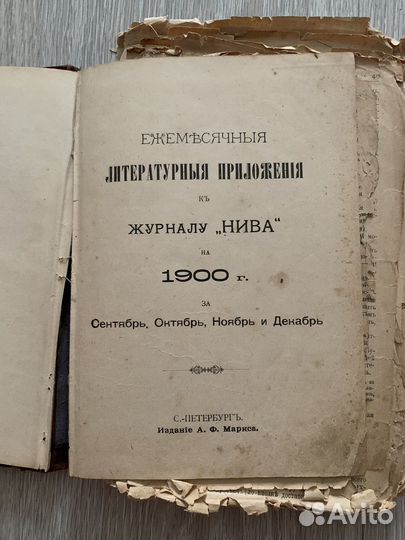 ЕЖЕМѢСЯЧНЫЯ
ЛИТЕРАТУРНЫЯ ПРИЛОЖЕНІЯ
КЪ
ЖУРНАЛУ „НИВА“
НА
1900 г.
ЗА
Сентябрь, Октябрь, Ноябрь и Декабрь
С.-ПЕТЕРБУРГЪ.
Изданіе А. Ф. Маркса.
Avito